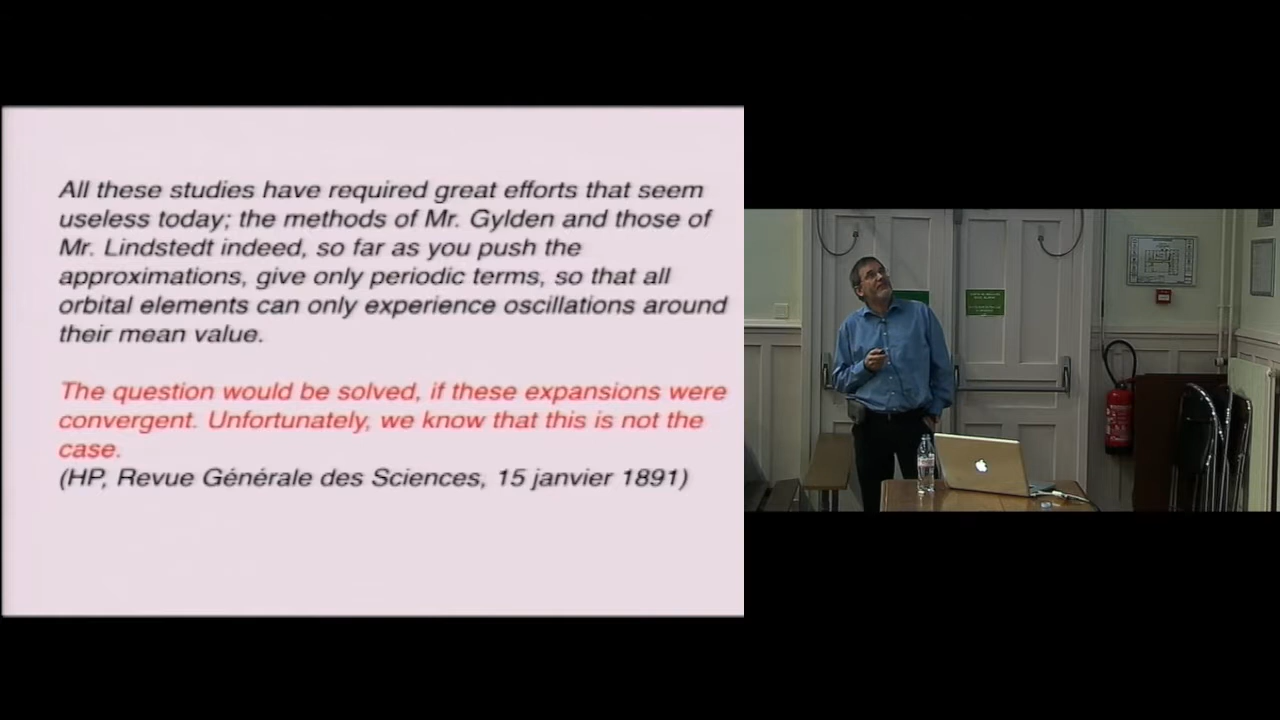 All these studies have required great efforts that seem
useless today; the methods of Mr. Gylden and those of
Mr. Lindstedt indeed, so far as you push the
approximations, give only periodic terms, so that all
orbital elements can only experience oscillations around
their mean value.
The question would be solved, if these expansions were
convergent. Unfortunately, we know that this is not the
case.
(HP, Revue Générale des Sciences, 15 janvier 1891)